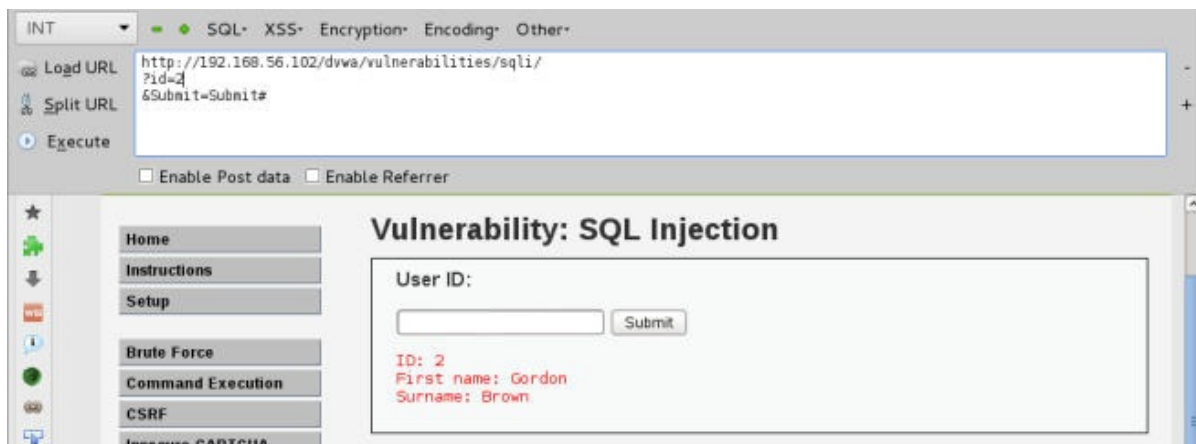 INT
SQL- XSS- Encryption- Encoding- Other-
Load URL
Split URL
Execute
http://192.168.56.102/dvwa/vulnerabilities/sqli/
?id=2
&Submit=Submit#
-
+
Enable Post data
Enable Referrer
Home
Instructions
Setup
Brute Force
Command Execution
CSRF
Insecure CAPTCHA
Vulnerability: SQL Injection
User ID:
Submit
ID: 2
First name: Gordon
Surname: Brown